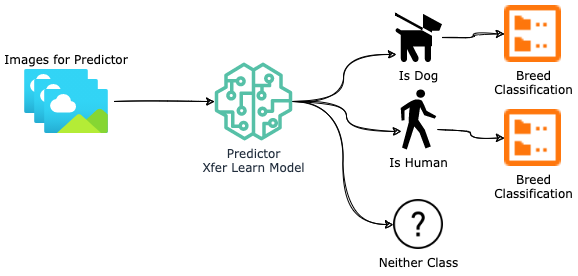 Images for Predictor
Predictor
Xfer Learn Model
Is Dog
Breed
Classification
Is Human
Breed
Classification
?
Neither Class